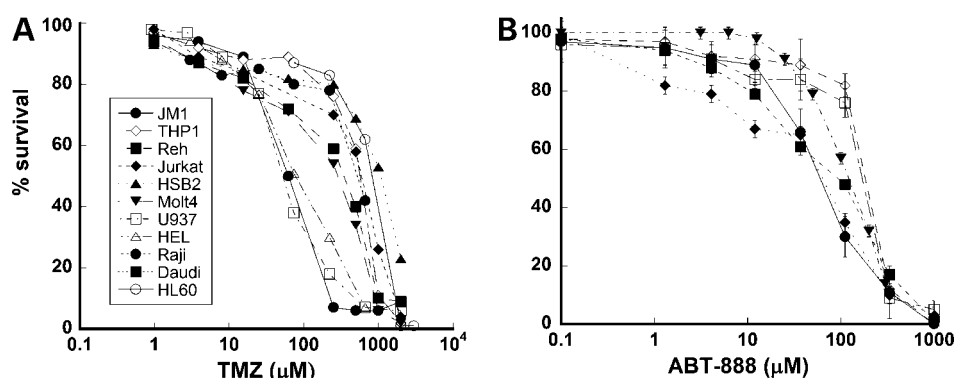 A
% survival
100
80
60
40
20
0
JM1
THP1
Reh
Jurkat
HSB2
Molt4
U937
HEL
Raji
Daudi
HL60
0.1 1 10 100 1000 10⁴
TMZ (μM)
B
100
80
60
40
20
0
0.1 1 10 100 1000
ABT-888 (μM)